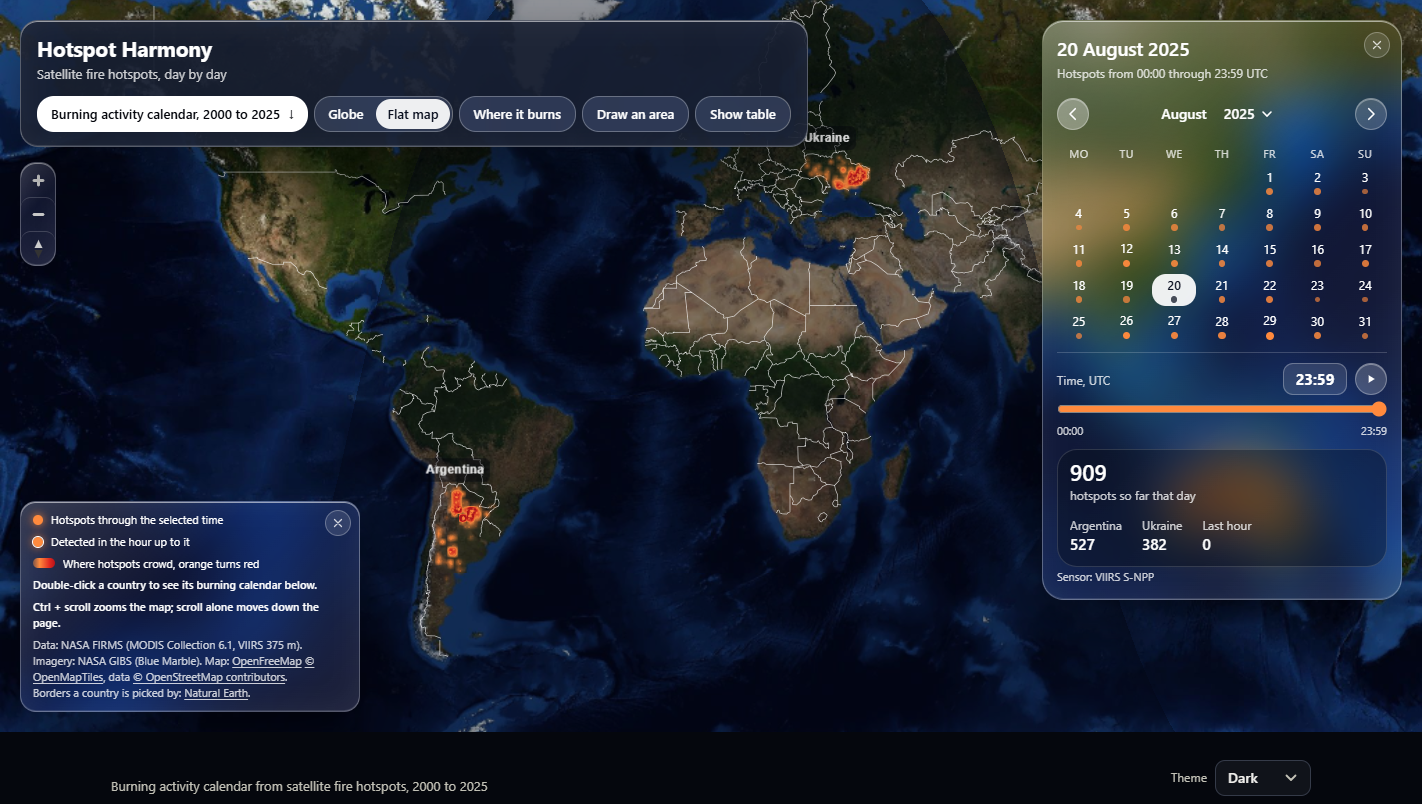 Hotspot Harmony
Satellite fire hotspots, day by day
Burning activity calendar, 2000 to 2025 ↓
Globe
Flat map
Where it burns
Draw an area
Show table
Ukraine
Argentina
Hotspots through the selected time
Detected in the hour up to it
Where hotspots crowd, orange turns red
Double-click a country to see its burning calendar below.
Ctrl + scroll zooms the map; scroll alone moves down the
page.
Data: NASA FIRMS (MODIS Collection 6.1, VIIRS 375 m).
Imagery: NASA GIBS (Blue Marble). Map: OpenFreeMap ©
OpenMapTiles, data © OpenStreetMap contributors.
Borders a country is picked by: Natural Earth.
20 August 2025
Hotspots from 00:00 through 23:59 UTC
August 2025
MO TU WE TH FR SA SU
1 2 3
4 5 6 7 8 9 10
11 12 13 14 15 16 17
18 19 20 21 22 23 24
25 26 27 28 29 30 31
Time, UTC 23:59
00:00 23:59
909
hotspots so far that day
Argentina Ukraine Last hour
527 382 0
Sensor: VIIRS S-NPP
Theme Dark
Burning activity calendar from satellite fire hotspots, 2000 to 2025